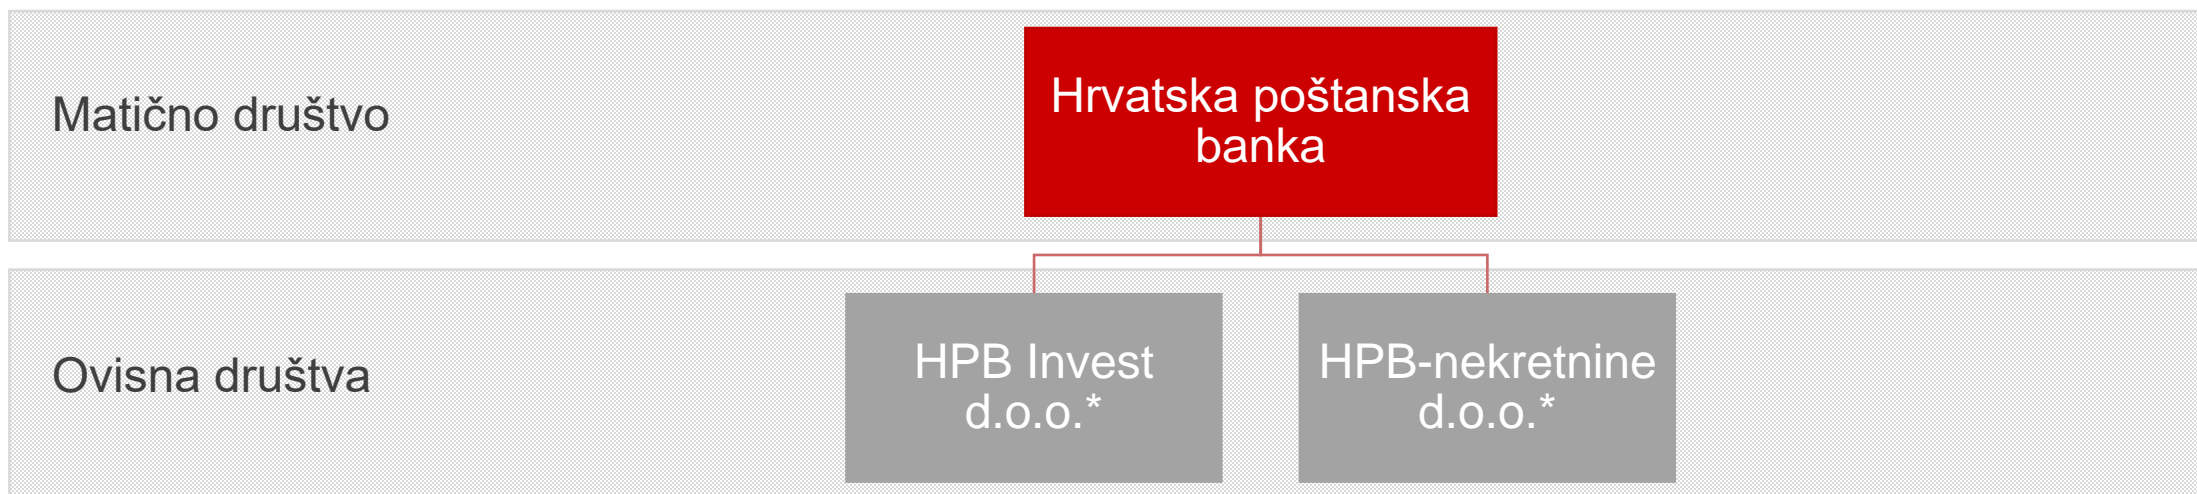 Matično društvo
Hrvatska poštanska
banka
Ovisna društva
HPB Invest
d.o.o.*
HPB-nekretnine
d.o.o.*